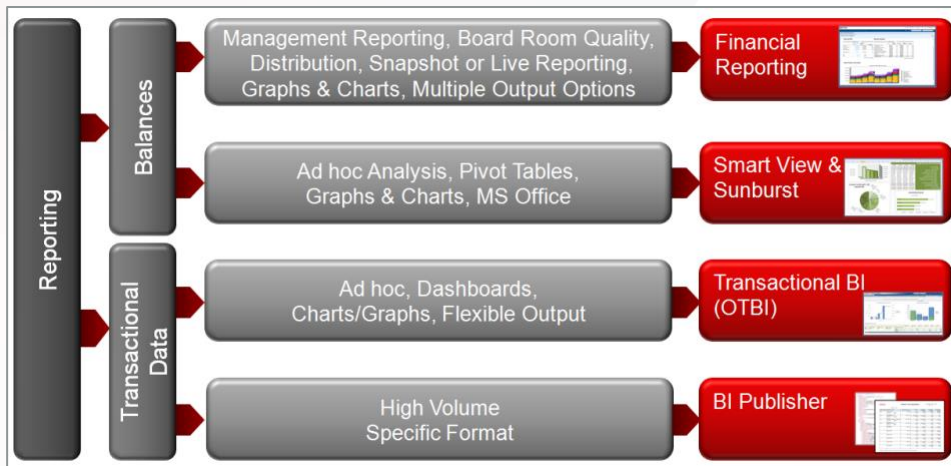 Reporting
Balances
Management Reporting, Board Room Quality,
Distribution, Snapshot or Live Reporting,
Graphs & Charts, Multiple Output Options
Financial
Reporting
Ad hoc Analysis, Pivot Tables,
Graphs & Charts, MS Office
Smart View &
Sunburst
Transactional
Data
Ad hoc, Dashboards,
Charts/Graphs, Flexible Output
Transactional BI
(OTBI)
High Volume
Specific Format
BI Publisher